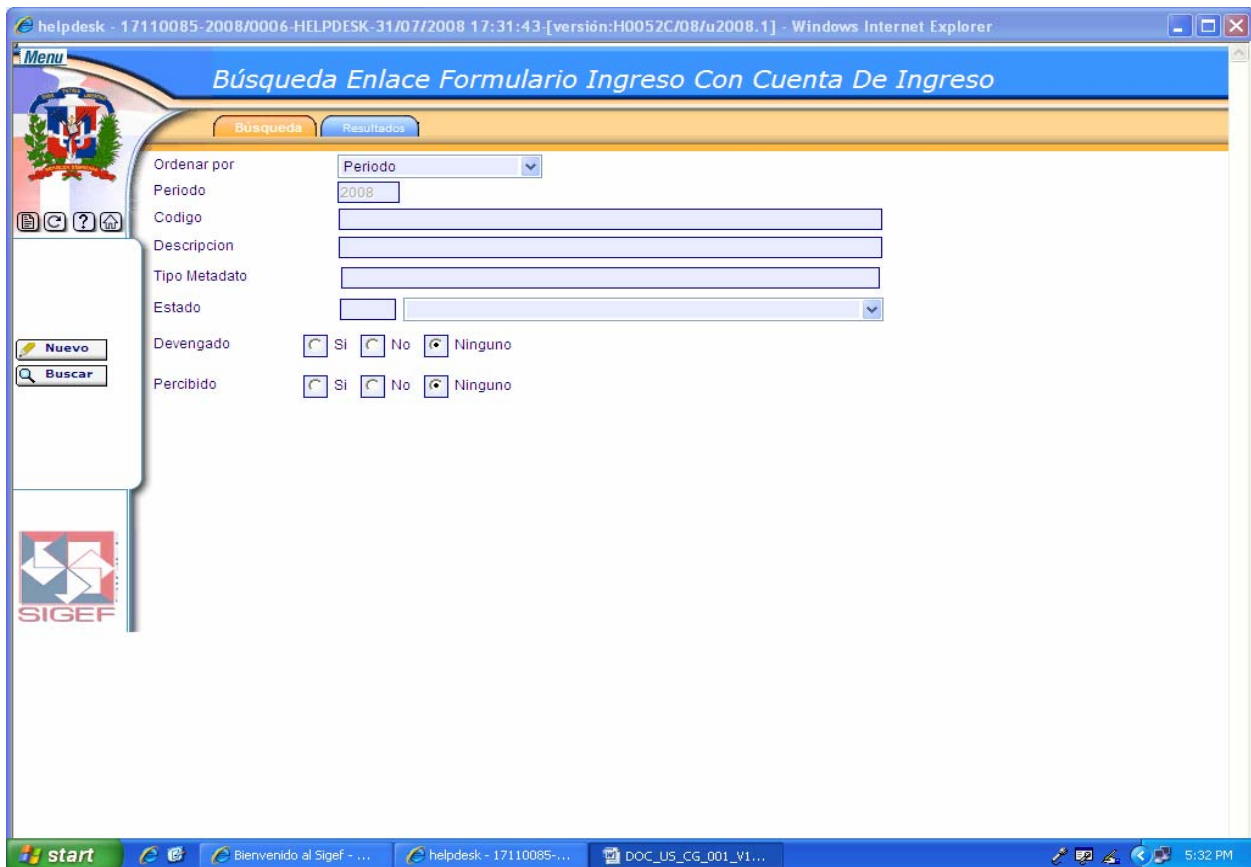 helpdesk - 17110085-2008/0006-HELPDESK-31/07/2008 17:31:43-[versión:H0052C/08/u2008.1] - Windows Internet Explorer
Menu
Búsqueda Enlace Formulario Ingreso Con Cuenta De Ingreso
Búsqueda Resultados
Ordenar por Periodo
Periodo 2008
Codigo
Descripcion
Tipo Metadato
Estado
Devengado Si No Ninguno
Percibido Si No Ninguno
Nuevo
Buscar
SIGEF
start Bienvenido al Sigef - ... helpdesk - 17110085-... DOC_US_CG_001_V1... 5:32 PM